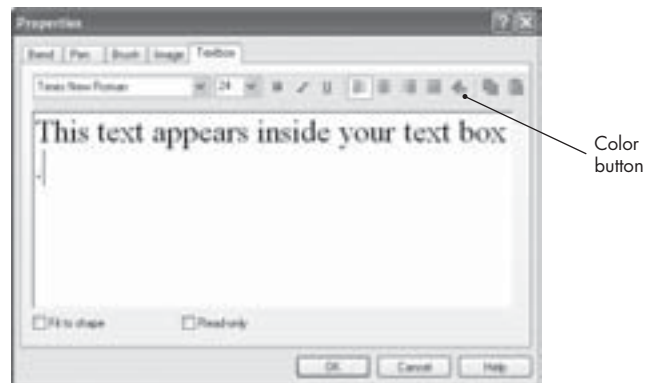 Properties
Bend Pen Brush Image Textbox
Times New Roman 24 B I U
This text appears inside your text box
.
Color
button
Fit to shape Read-only
OK Cancel Help